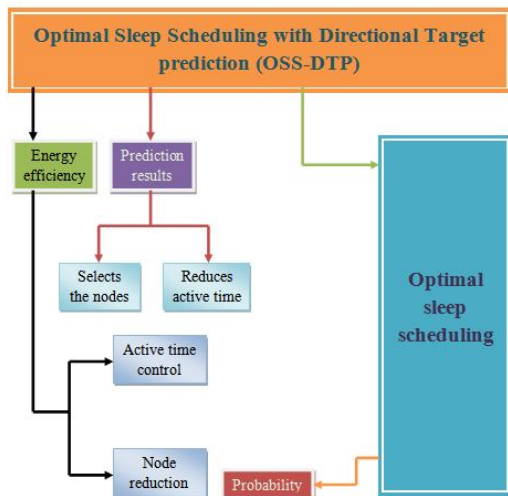 Optimal Sleep Scheduling with Directional Target
prediction (OSS-DTP)
Energy
efficiency
Prediction
results
Selects
the nodes
Reduces
active time
Optimal
sleep
scheduling
Active time
control
Node
reduction
Probability